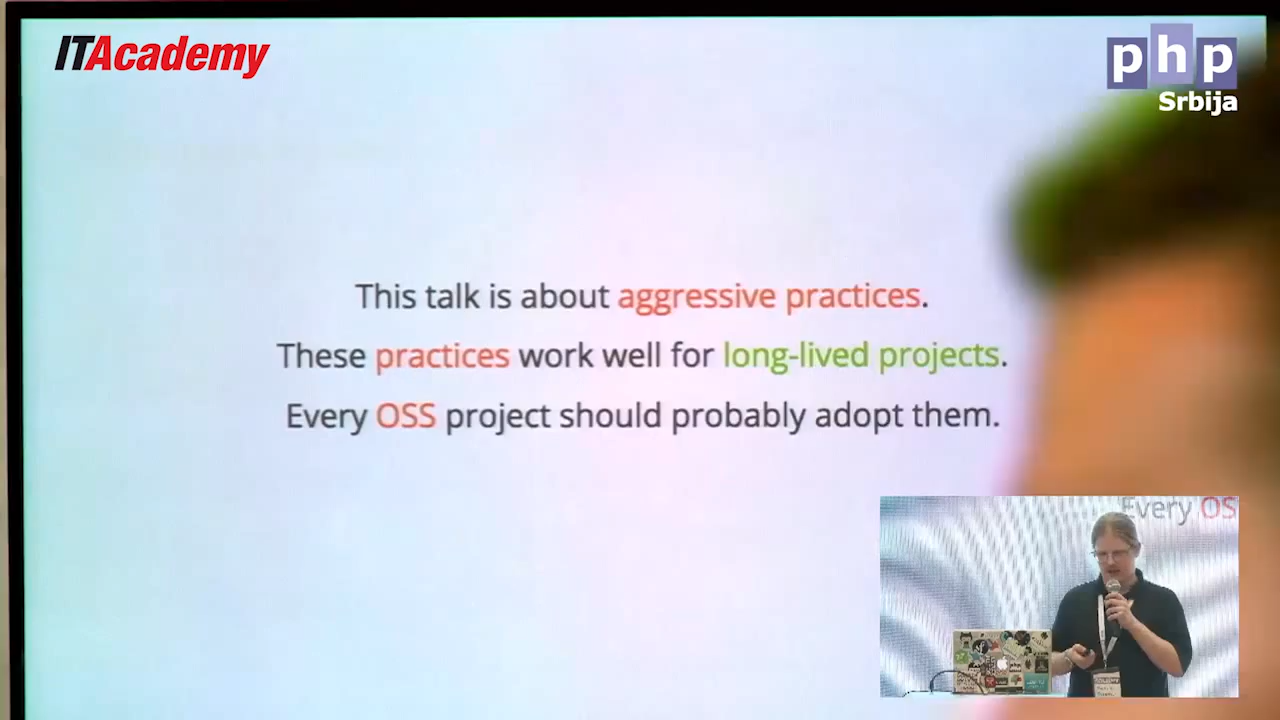 ITAcademy
php
Srbija
This talk is about aggressive practices.
These practices work well for long-lived projects.
Every OSS project should probably adopt them.
Every OS
php